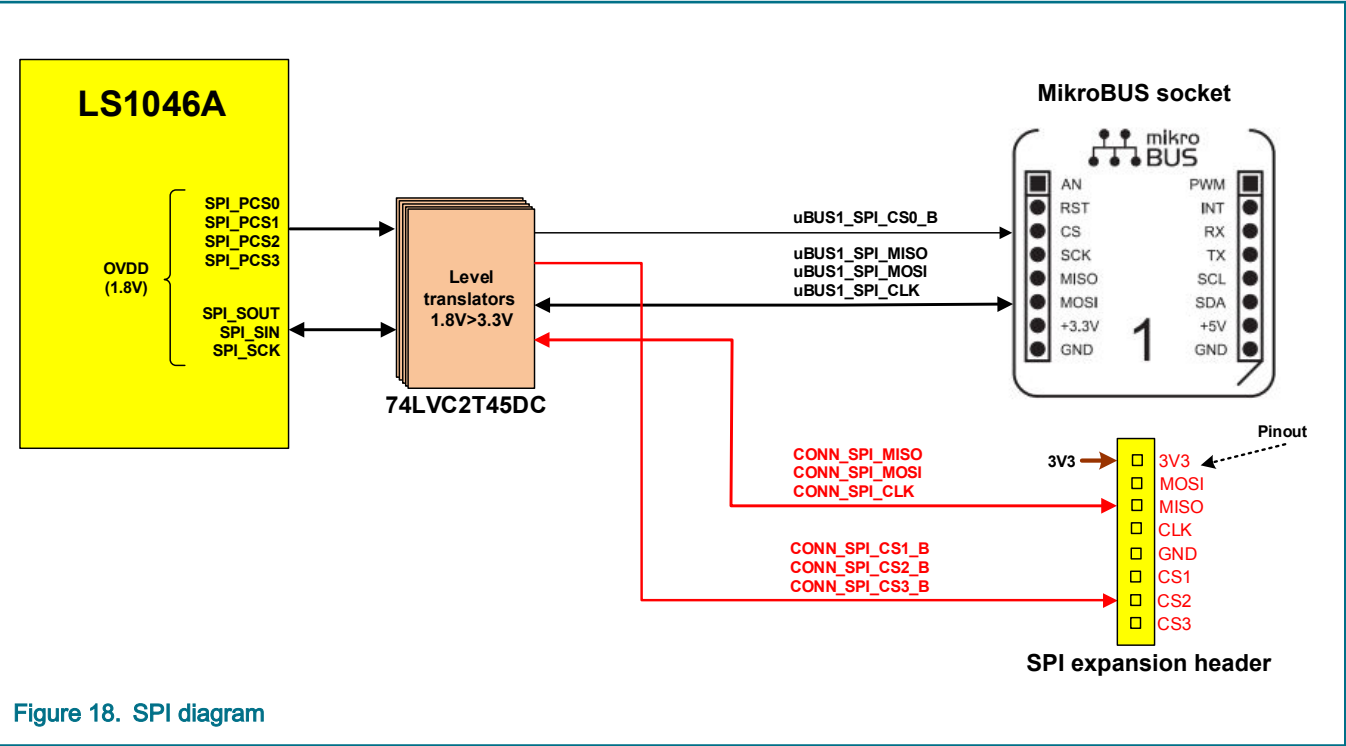 LS1046A
SPI_PCS0
SPI_PCS1
SPI_PCS2
SPI_PCS3
OVDD
(1.8V)
SPI_SOUT
SPI_SIN
SPI_SCK
Level
translators
1.8V>3.3V
74LVC2T45DC
uBUS1_SPI_CS0_B
uBUS1_SPI_MISO
uBUS1_SPI_MOSI
uBUS1_SPI_CLK
MikroBUS socket
mikro
BUS
AN PWM
RST INT
CS RX
SCK TX
MISO SCL
MOSI SDA
+3.3V +5V
GND 1 GND
CONN_SPI_MISO
CONN_SPI_MOSI
CONN_SPI_CLK
CONN_SPI_CS1_B
CONN_SPI_CS2_B
CONN_SPI_CS3_B
Pinout
3V3 3V3
MOSI
MISO
CLK
GND
CS1
CS2
CS3
SPI expansion header
Figure 18. SPI diagram